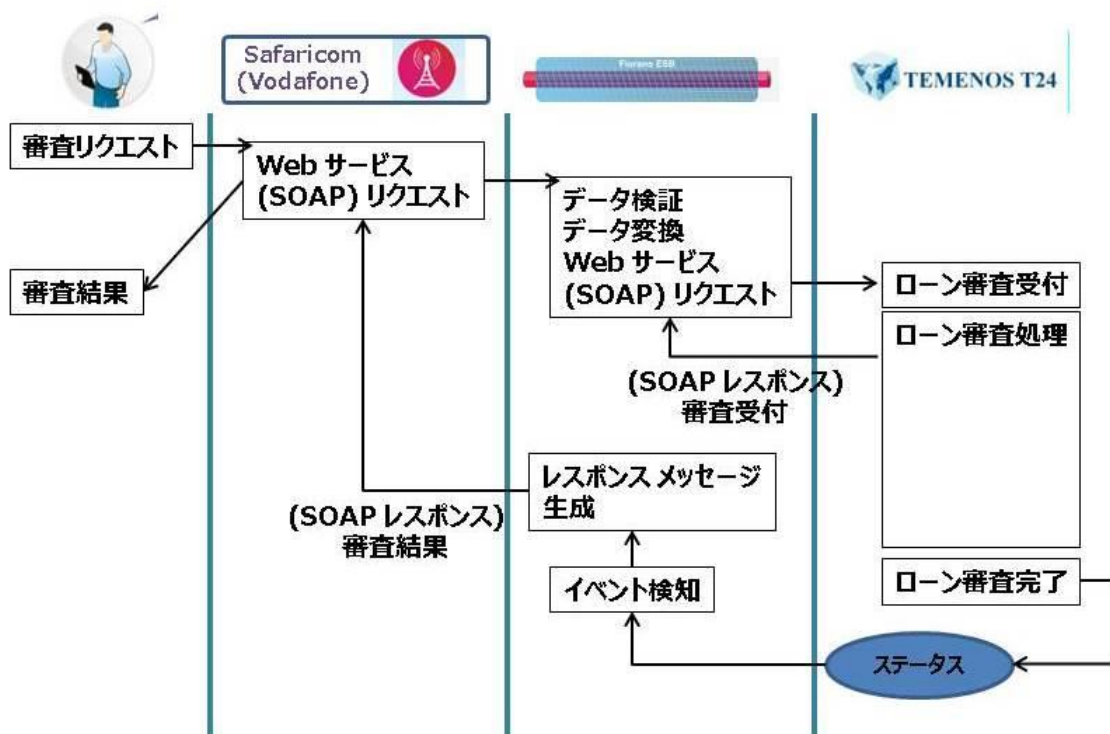 Safaricom
(Vodafone)
Fiorano ESB
TEMENOS T24
審査リクエスト
Web サービス
(SOAP) リクエスト
データ検証
データ変換
Web サービス
(SOAP) リクエスト
審査結果
ローン審査受付
ローン審査処理
(SOAP レスポンス)
審査受付
レスポンス メッセージ
生成
(SOAP レスポンス)
審査結果
イベント検知
ローン審査完了
ステータス